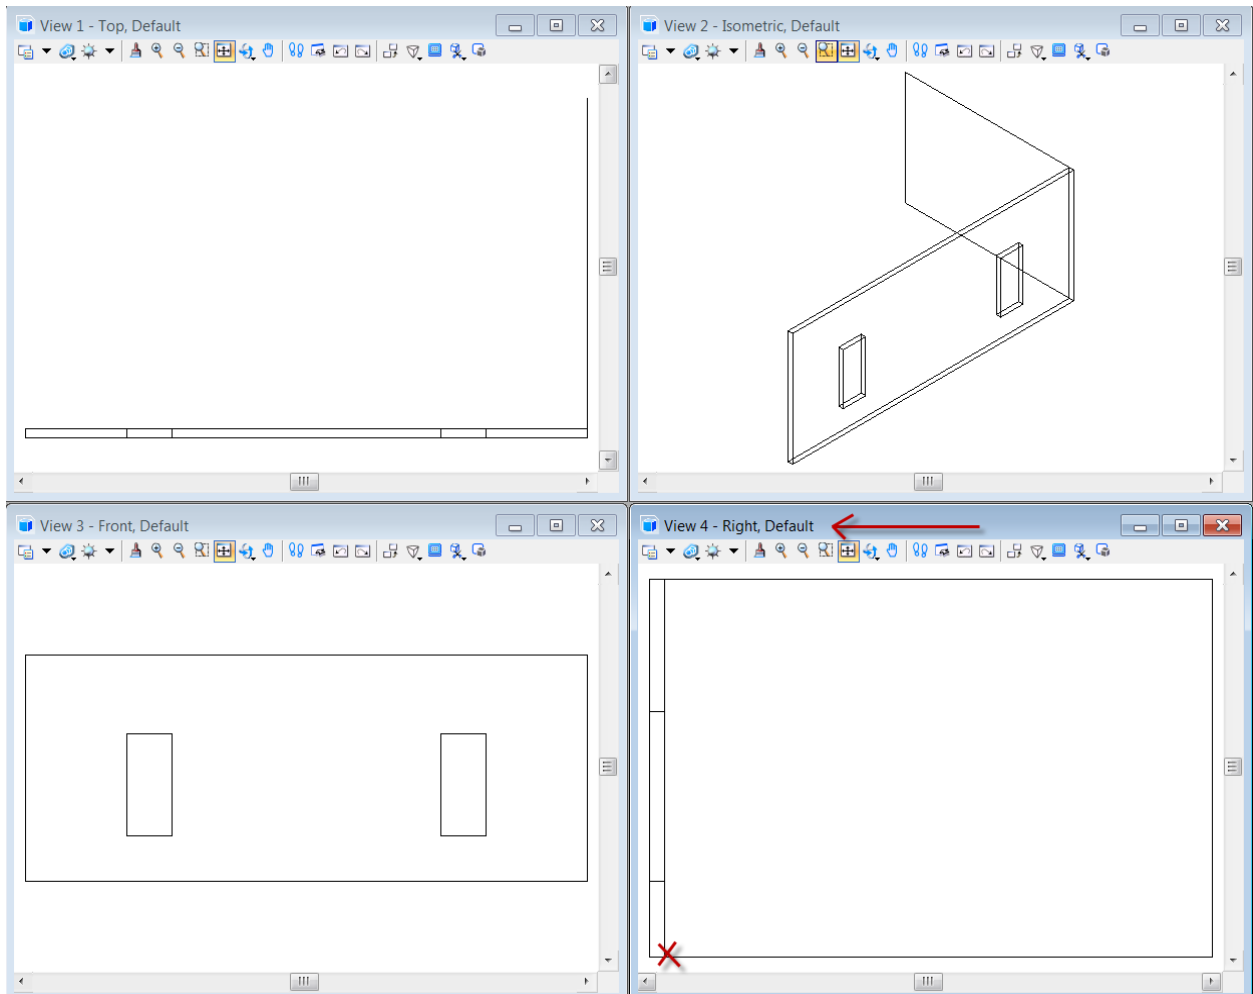 View 1 - Top, Default
View 2 - Isometric, Default
View 3 - Front, Default
View 4 - Right, Default